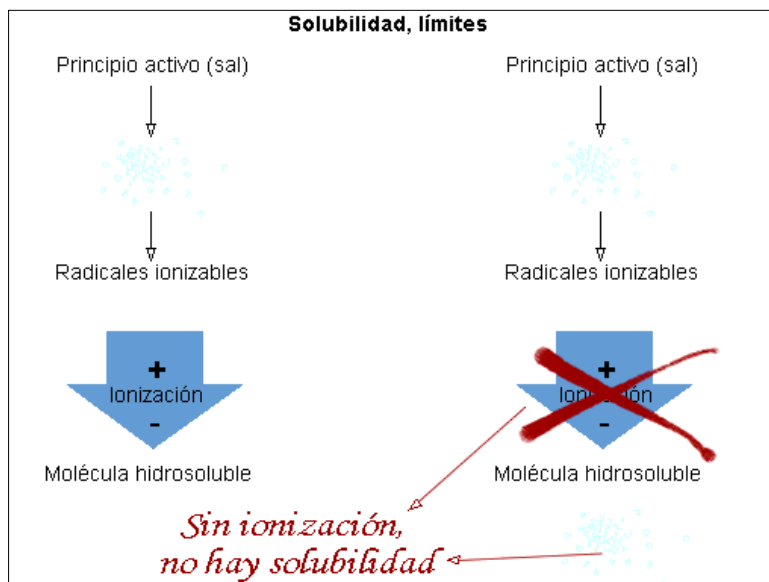 Solubilidad, límites
Principio activo (sal)
Radicales ionizables
+
Ionización
-
Molécula hidrosoluble
Principio activo (sal)
Radicales ionizables
+
Ionización
-
Molécula hidrosoluble
Sin ionización,
no hay solubilidad